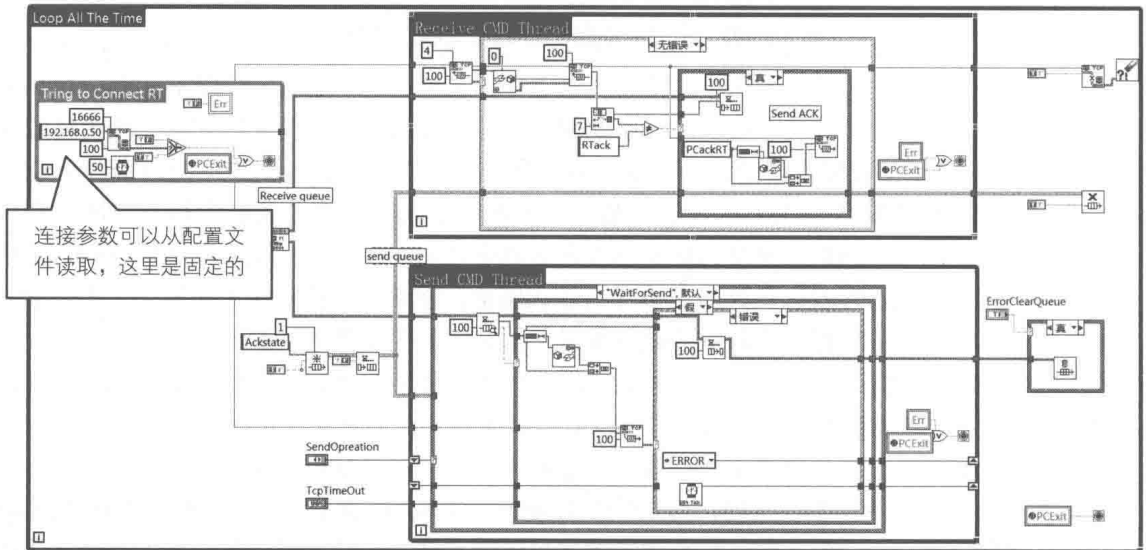 Loop All The Time
Receive CMD Thread
4
100
0
100
无错误
真
100
Send ACK
7
RTack
PCackRT
100
Err
PCExit
Tring to Connect RT
Err
16666
192.168.0.50
100
50
PCExit
连接参数可以从配置文
件读取，这里是固定的
Receive queue
send queue
Send CMD Thread
"WaitForSend", 默认
假
错误
100
100
1
Ackstate
100
ERROR
Err
PCExit
SendOpreation
TcpTimeOut
ErrorClearQueue
真
PCExit